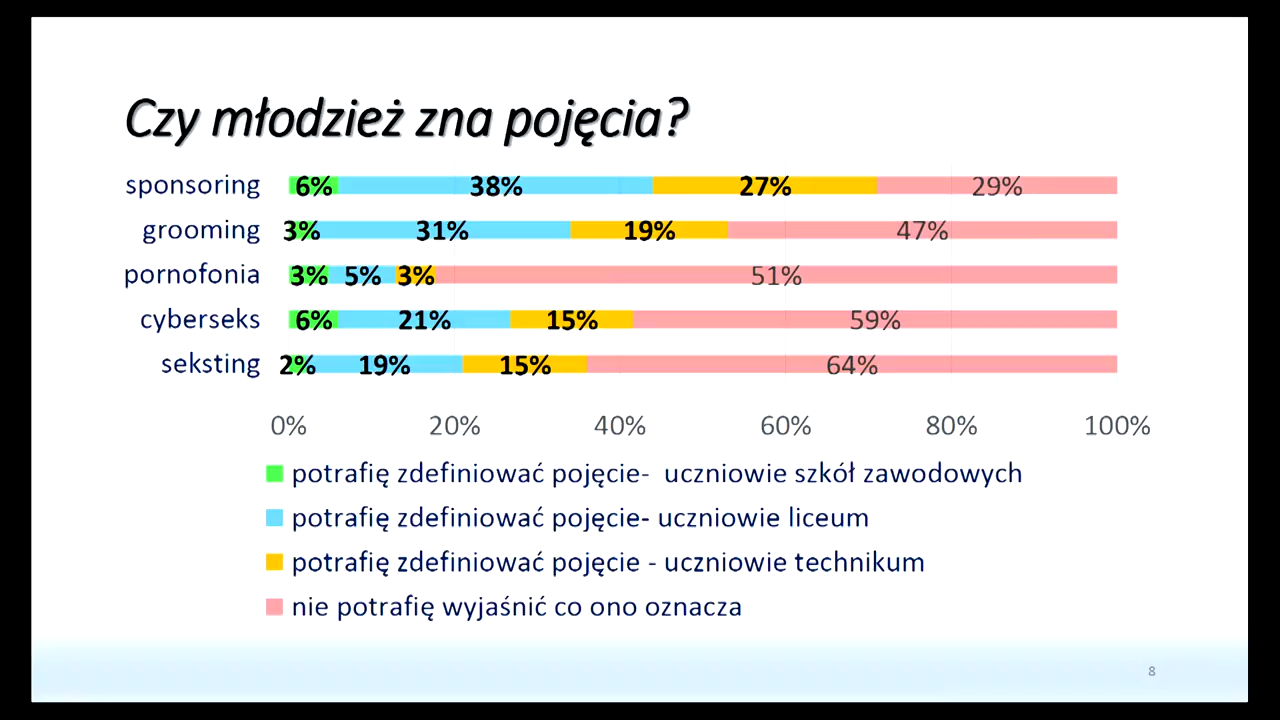 Czy młodzież zna pojęcia?
sponsoring 6% 38% 27% 29%
grooming 3% 31% 19% 47%
pornofonia 3% 5% 3% 51%
cyberseks 6% 21% 15% 59%
seksting 2% 19% 15% 64%
0% 20% 40% 60% 80% 100%
potrafię zdefiniować pojęcie- uczniowie szkół zawodowych
potrafię zdefiniować pojęcie- uczniowie liceum
potrafię zdefiniować pojęcie - uczniowie technikum
nie potrafię wyjaśnić co ono oznacza
8